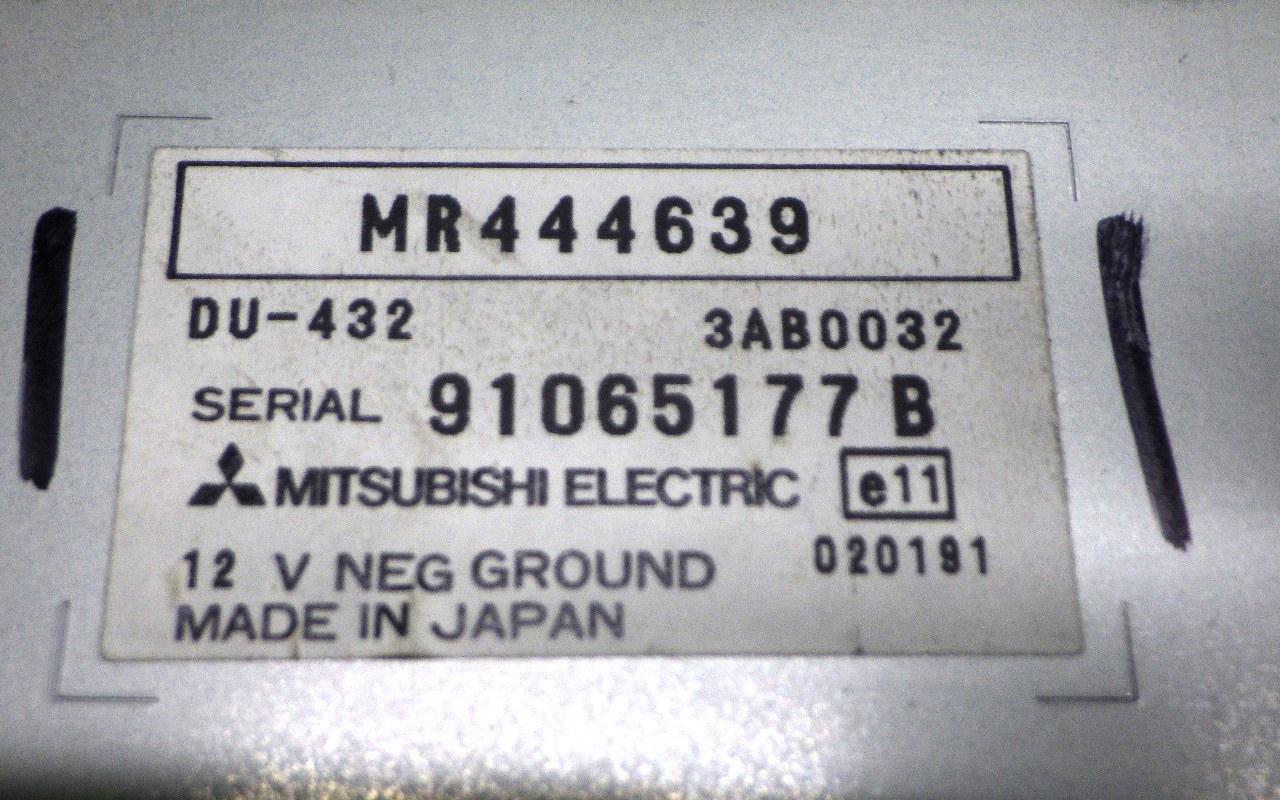 MR444639
DU-432 3AB0032
SERIAL 91065177 B
MITSUBISHI ELECTRIC e11
12 V NEG GROUND 020191
MADE IN JAPAN